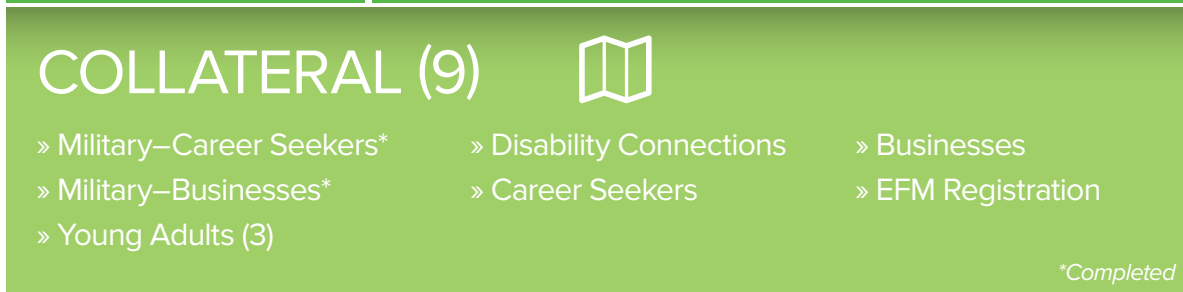 COLLATERAL (9)
» Military–Career Seekers*
» Military–Businesses*
» Young Adults (3)
» Disability Connections
» Career Seekers
» Businesses
» EFM Registration
*Completed